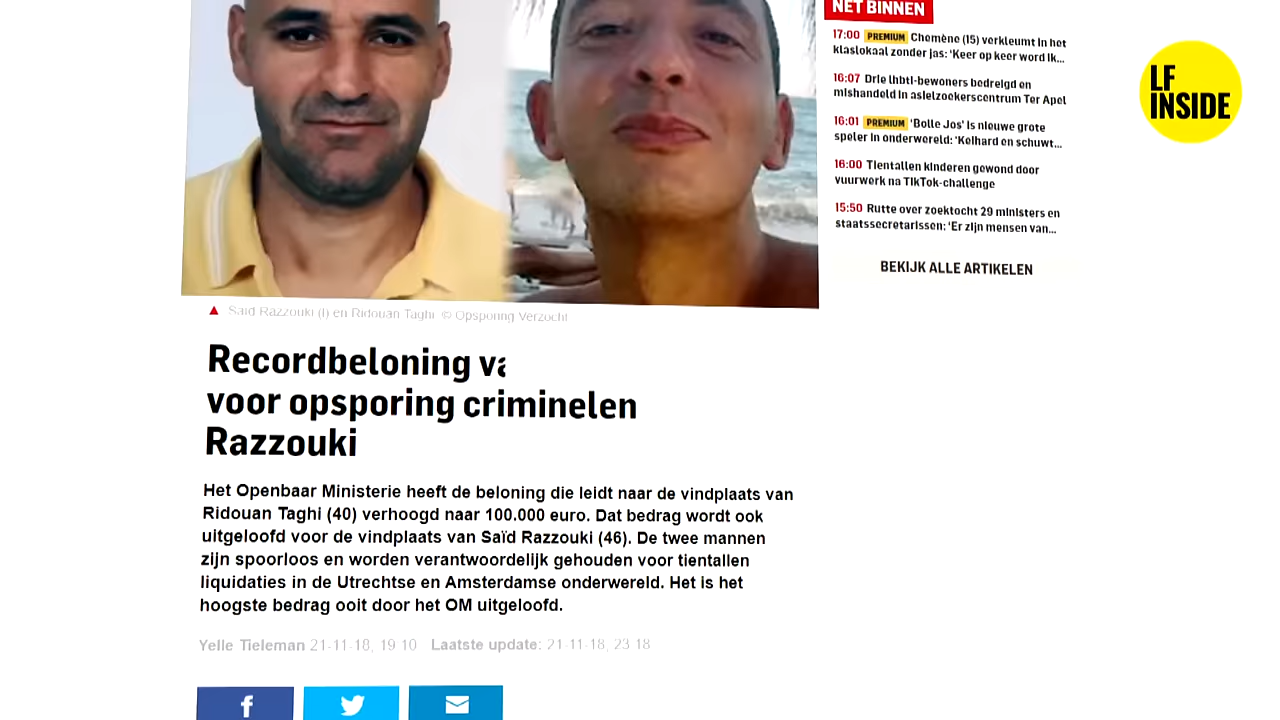 NET BINNEN
17:00 PREMIUM Chemène (15) verkleumt in het
klaslokaal zonder jas: 'Keer op keer word ik...
16:07 Drie lhbti-bewoners bedreigd en
mishandeld in asielzoekerscentrum Ter Apel
16:01 PREMIUM 'Bolle Jos' is nieuwe grote
speler in onderwereld: 'Keihard en schuwt...
16:00 Tientallen kinderen gewond door
vuurwerk na TikTok-challenge
15:50 Rutte over zoektocht 29 ministers en
staatssecretarissen: 'Er zijn mensen van...
BEKIJK ALLE ARTIKELEN
LF
INSIDE
Saïd Razzouki (l) en Ridouan Taghi © Opsporing Verzocht
Recordbeloning
voor opsporing criminelen
Razzouki
Het Openbaar Ministerie heeft de beloning die leidt naar de vindplaats van
Ridouan Taghi (40) verhoogd naar 100.000 euro. Dat bedrag wordt ook
uitgeloofd voor de vindplaats van Saïd Razzouki (46). De twee mannen
zijn spoorloos en worden verantwoordelijk gehouden voor tientallen
liquidaties in de Utrechtse en Amsterdamse onderwereld. Het is het
hoogste bedrag ooit door het OM uitgeloofd.
Yelle Tieleman 21-11-18, 19:10 Laatste update: 21-11-18, 23:18